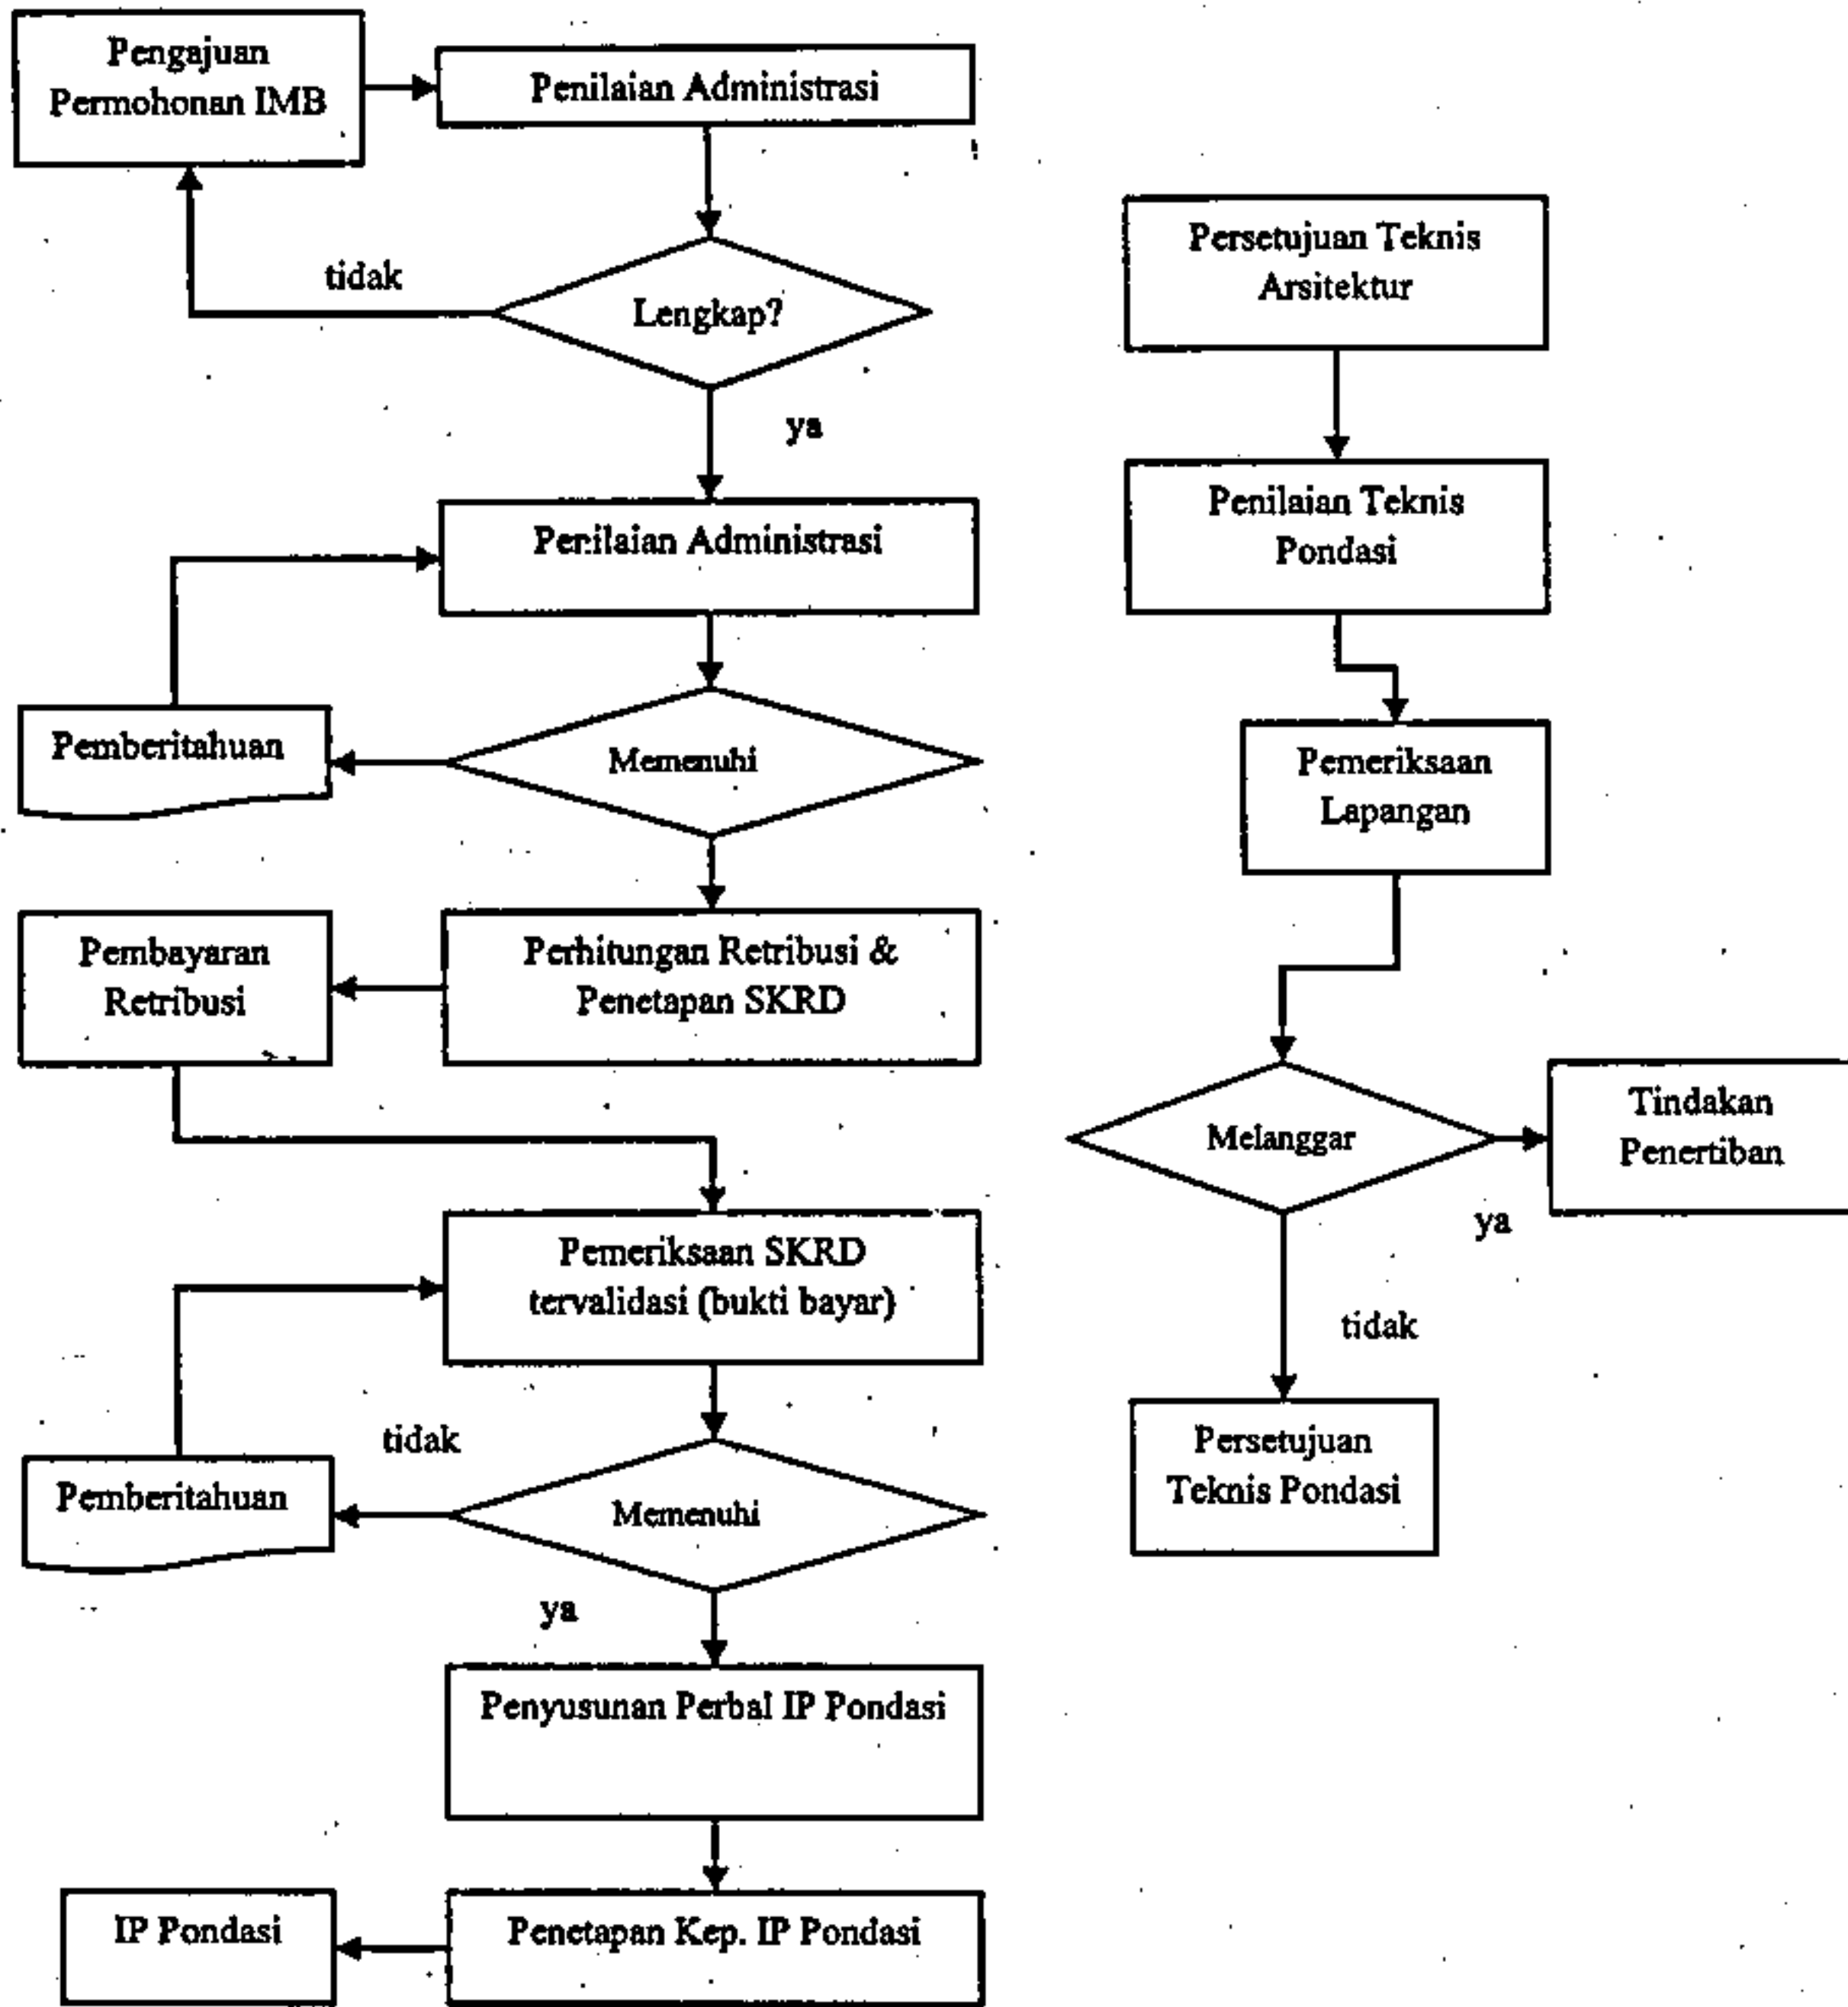 Pengajuan
Permohonan IMB
Penilaian Administrasi
tidak
Lengkap?
ya
Penilaian Administrasi
Pemberitahuan
Memenuhi
Pembayaran
Retribusi
Perhitungan Retribusi &
Penetapan SKRD
Pemeriksaan SKRD
tervalidasi (bukti bayar)
tidak
Pemberitahuan
Memenuhi
ya
Penyusunan Perbal IP Pondasi
IP Pondasi
Penetapan Kep. IP Pondasi
Persetujuan Teknis
Arsitektur
Penilaian Teknis
Pondasi
Pemeriksaan
Lapangan
Melanggar
Tindakan
Penertiban
ya
tidak
Persetujuan
Teknis Pondasi